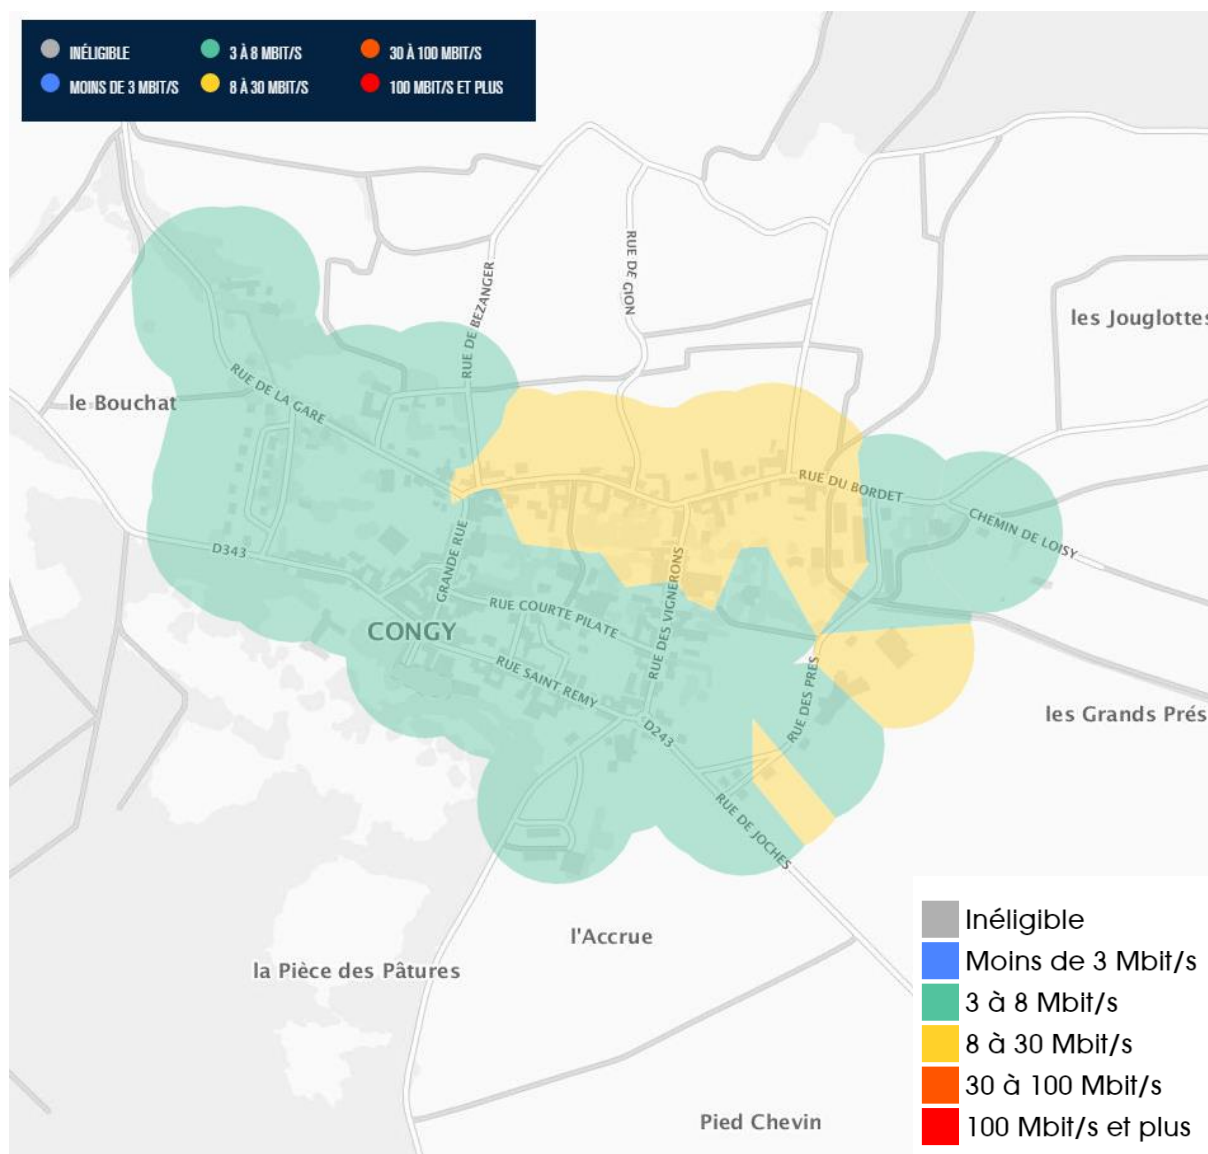 INÉLIGIBLE
3 À 8 MBIT/S
30 À 100 MBIT/S
MOINS DE 3 MBIT/S
8 À 30 MBIT/S
100 MBIT/S ET PLUS
RUE DE BEZANGER
RUE DE GION
les Jouglottes
RUE DE LA GARE
le Bouchat
RUE DU BORDET
CHEMIN DE LOISY
D343
GRANDE RUE
RUE COURTE PILATE
RUE DES VIGNERONS
CONGY
RUE SAINT REMY
RUE DES PRES
les Grands Prés
D243
RUE DE JOCHES
l'Accrue
la Pièce des Pâtures
Pied Chevin
Inéligible
Moins de 3 Mbit/s
3 à 8 Mbit/s
8 à 30 Mbit/s
30 à 100 Mbit/s
100 Mbit/s et plus